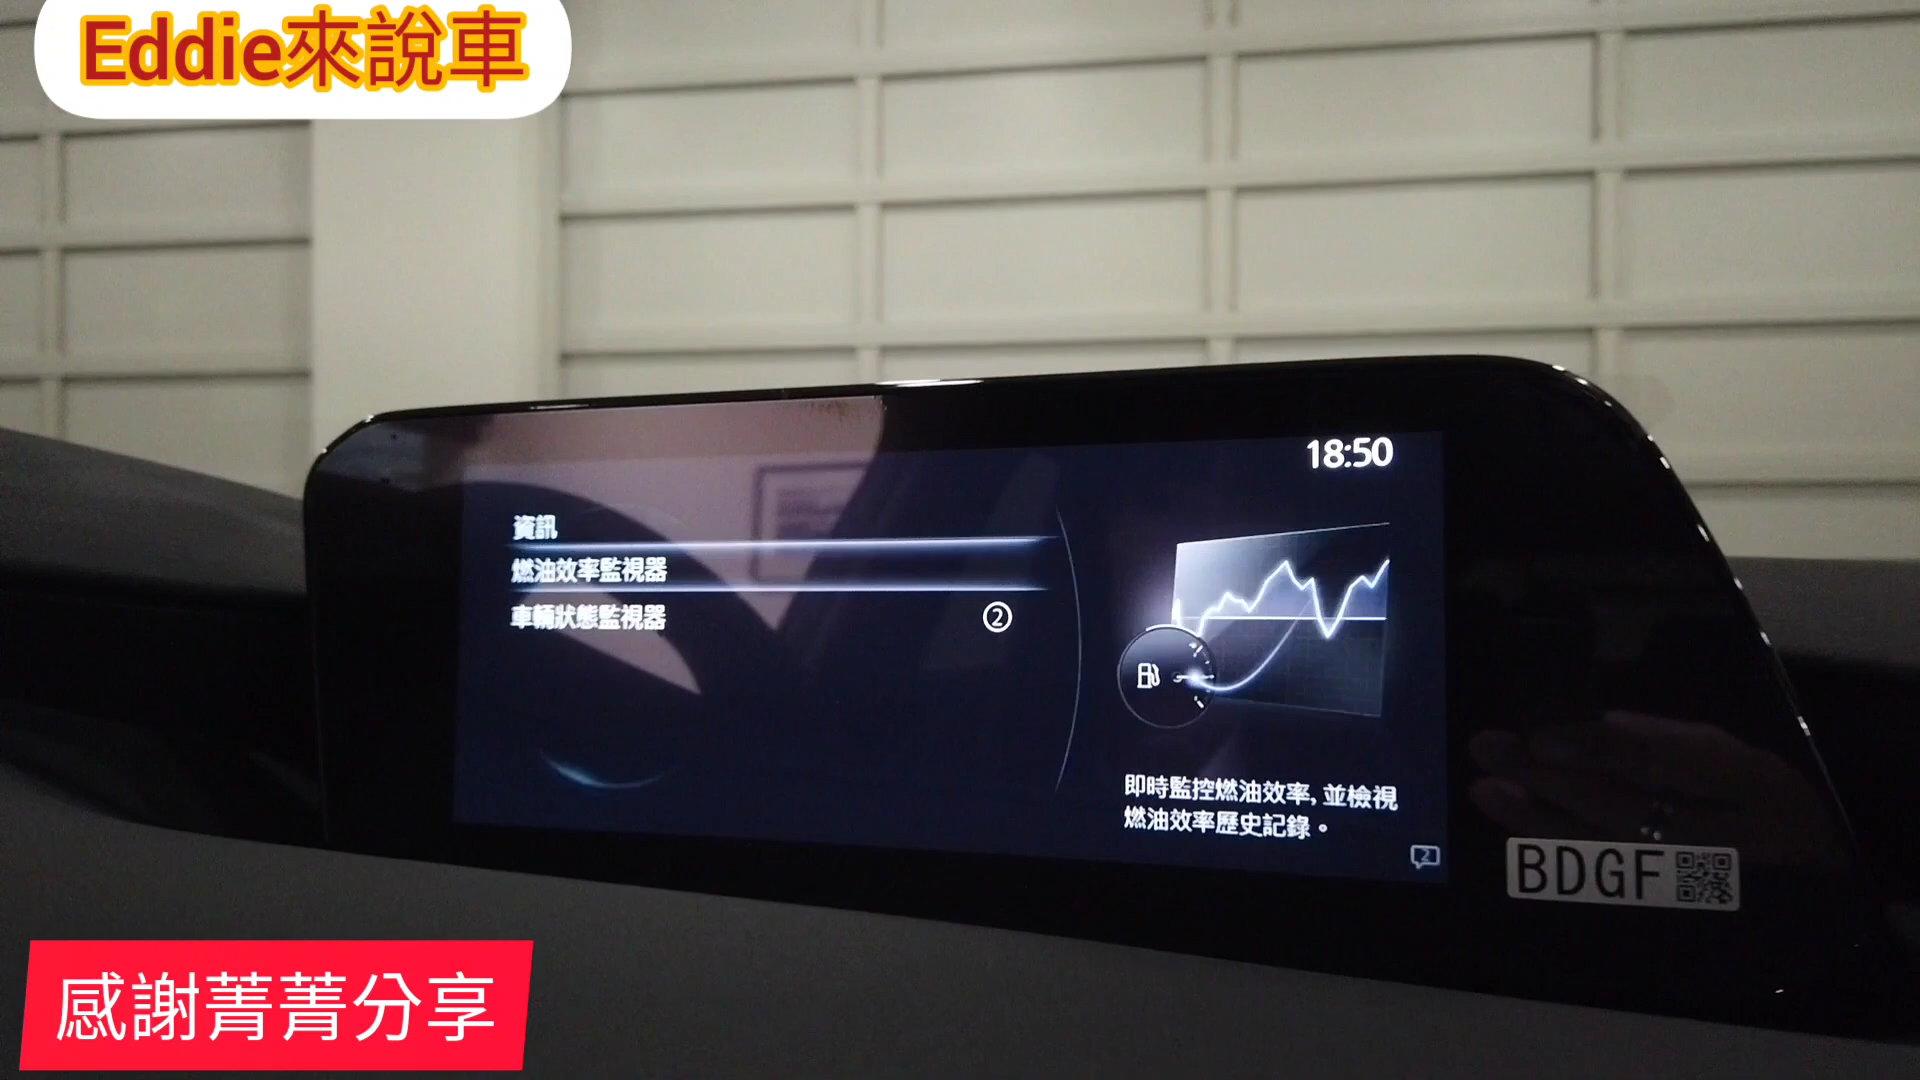 Eddie來說車
18:50
資訊
燃油效率監視器
車輛狀態監視器
2
即時監控燃油效率, 並檢視
燃油效率歷史記錄。
2
BDGF
感謝菁菁分享